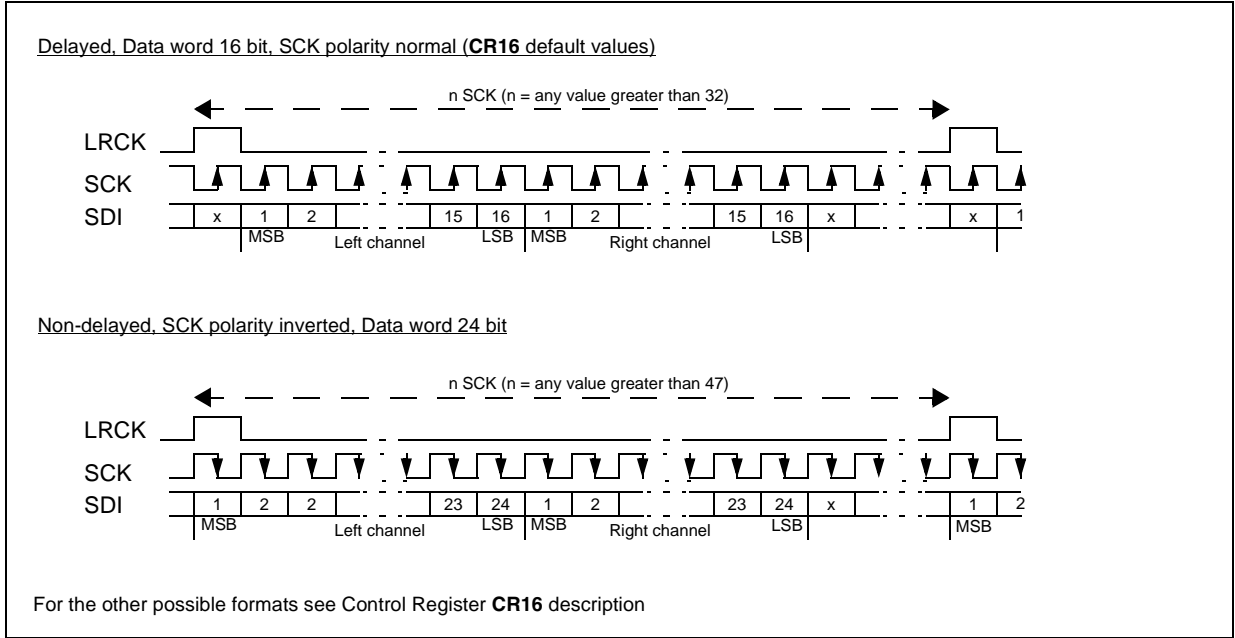 Delayed, Data word 16 bit, SCK polarity normal (CR16 default values)
n SCK (n = any value greater than 32)
LRCK
SCK
SDI x 1 2 15 16 1 2 15 16 x x 1
MSB Left channel LSB MSB Right channel LSB
Non-delayed, SCK polarity inverted, Data word 24 bit
n SCK (n = any value greater than 47)
LRCK
SCK
SDI 1 2 2 23 24 1 2 23 24 x 1 2
MSB Left channel LSB MSB Right channel LSB MSB
For the other possible formats see Control Register CR16 description